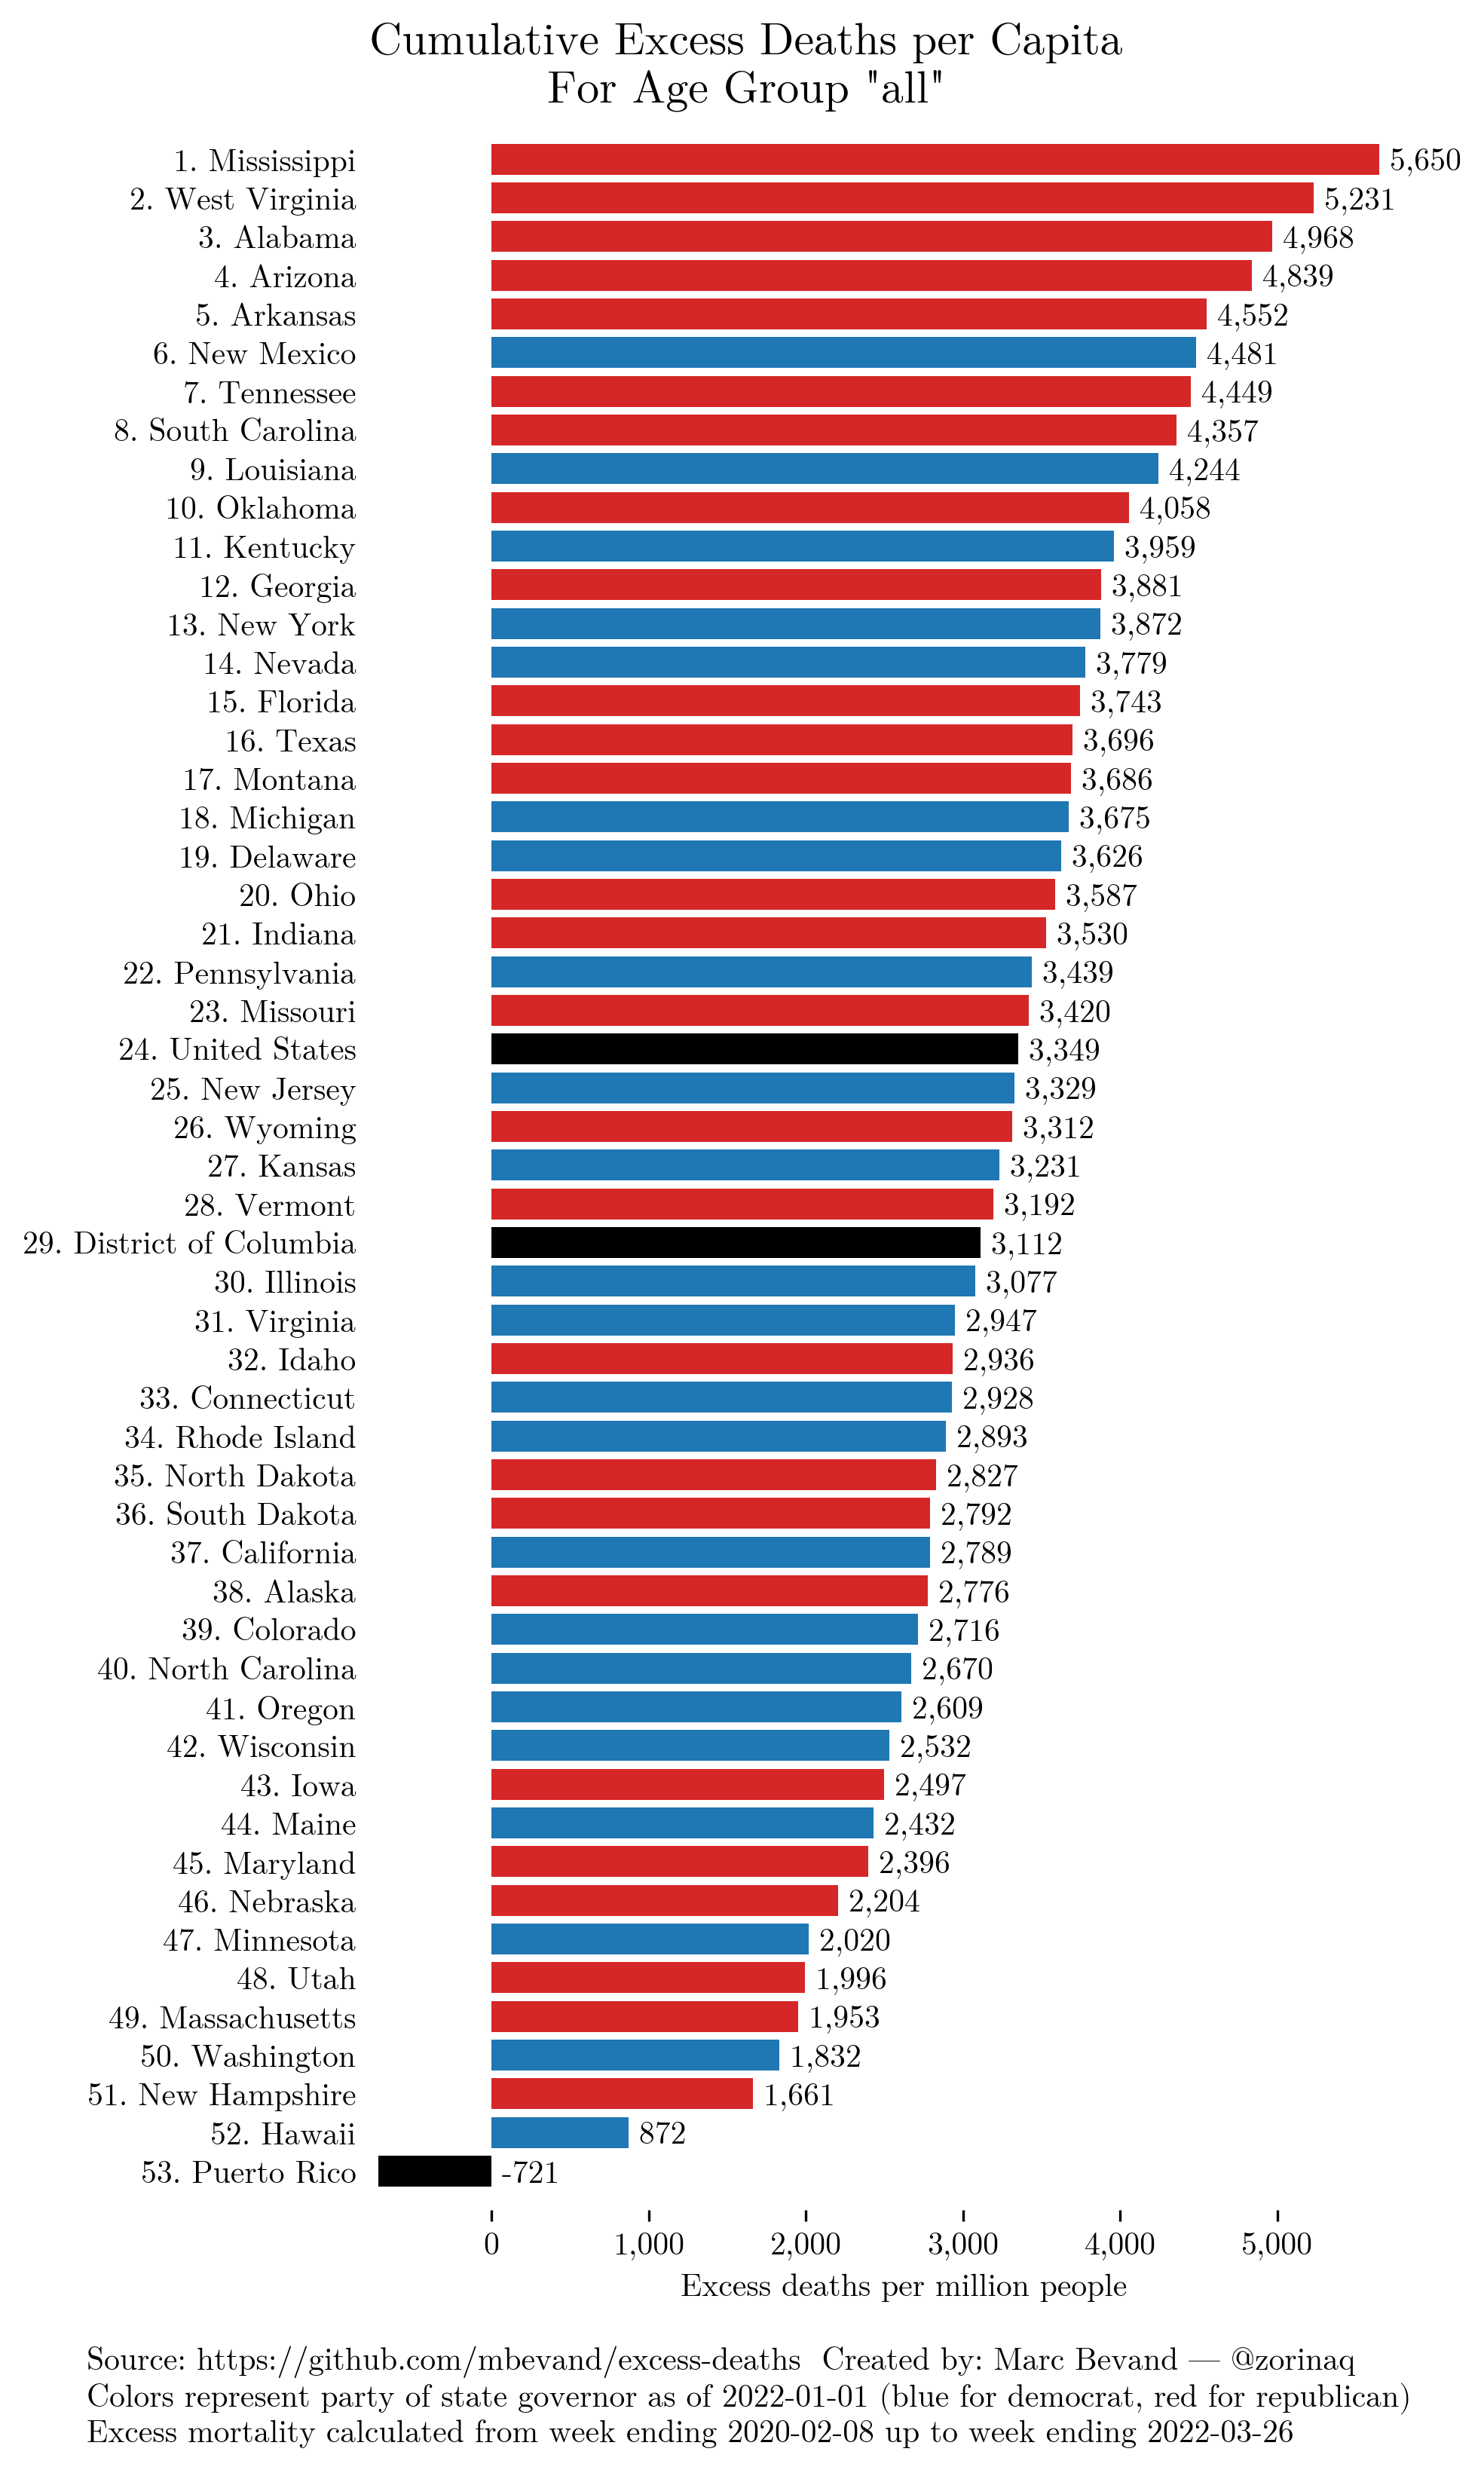 Cumulative Excess Deaths per Capita
For Age Group "all"
1. Mississippi 5,650
2. West Virginia 5,231
3. Alabama 4,968
4. Arizona 4,839
5. Arkansas 4,552
6. New Mexico 4,481
7. Tennessee 4,449
8. South Carolina 4,357
9. Louisiana 4,244
10. Oklahoma 4,058
11. Kentucky 3,959
12. Georgia 3,881
13. New York 3,872
14. Nevada 3,779
15. Florida 3,743
16. Texas 3,696
17. Montana 3,686
18. Michigan 3,675
19. Delaware 3,626
20. Ohio 3,587
21. Indiana 3,530
22. Pennsylvania 3,439
23. Missouri 3,420
24. United States 3,349
25. New Jersey 3,329
26. Wyoming 3,312
27. Kansas 3,231
28. Vermont 3,192
29. District of Columbia 3,112
30. Illinois 3,077
31. Virginia 2,947
32. Idaho 2,936
33. Connecticut 2,928
34. Rhode Island 2,893
35. North Dakota 2,827
36. South Dakota 2,792
37. California 2,789
38. Alaska 2,776
39. Colorado 2,716
40. North Carolina 2,670
41. Oregon 2,609
42. Wisconsin 2,532
43. Iowa 2,497
44. Maine 2,432
45. Maryland 2,396
46. Nebraska 2,204
47. Minnesota 2,020
48. Utah 1,996
49. Massachusetts 1,953
50. Washington 1,832
51. New Hampshire 1,661
52. Hawaii 872
53. Puerto Rico -721
0 1,000 2,000 3,000 4,000 5,000
Excess deaths per million people
Source: https://github.com/mbevand/excess-deaths Created by: Marc Bevand — @zorinaq
Colors represent party of state governor as of 2022-01-01 (blue for democrat, red for republican)
Excess mortality calculated from week ending 2020-02-08 up to week ending 2022-03-26